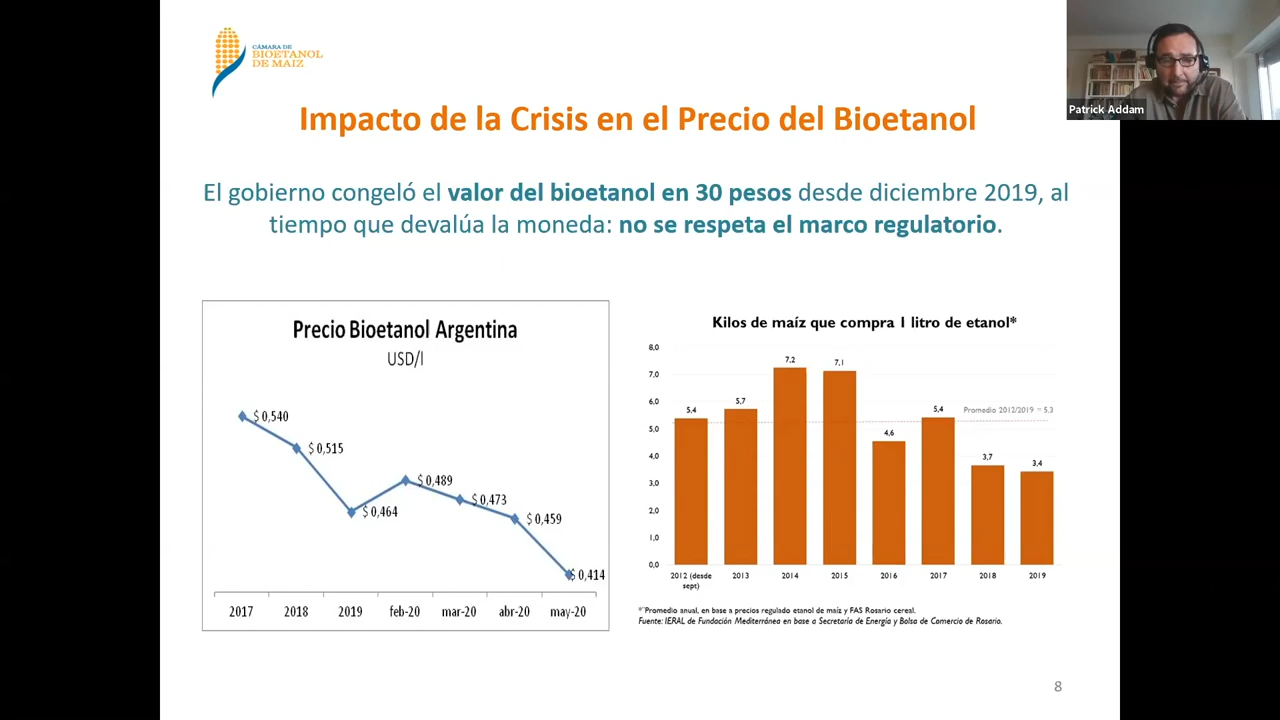 CÁMARA DE
BIOETANOL
DE MAÍZ
Patrick Addam
Impacto de la Crisis en el Precio del Bioetanol
El gobierno congeló el valor del bioetanol en 30 pesos desde diciembre 2019, al
tiempo que devalúa la moneda: no se respeta el marco regulatorio.
Precio Bioetanol Argentina
USD/l
$ 0,540
$ 0,515
$ 0,464
$ 0,489
$ 0,473
$ 0,459
$ 0,414
2017 2018 2019 feb-20 mar-20 abr-20 may-20
Kilos de maíz que compra 1 litro de etanol*
8,0
7,0
6,0
5,0
4,0
3,0
2,0
1,0
0,0
5,4 5,7 7,2 7,1 4,6 5,4 3,7 3,4
Promedio 2012/2019 = 5,3
2012 (desde 2013 2014 2015 2016 2017 2018 2019
sept)
*¨Promedio anual, en base a precios regulado etanol de maíz y FAS Rosario cereal.
Fuente: IERAL de Fundación Mediterránea en base a Secretaría de Energía y Bolsa de Comercio de Rosario.
8